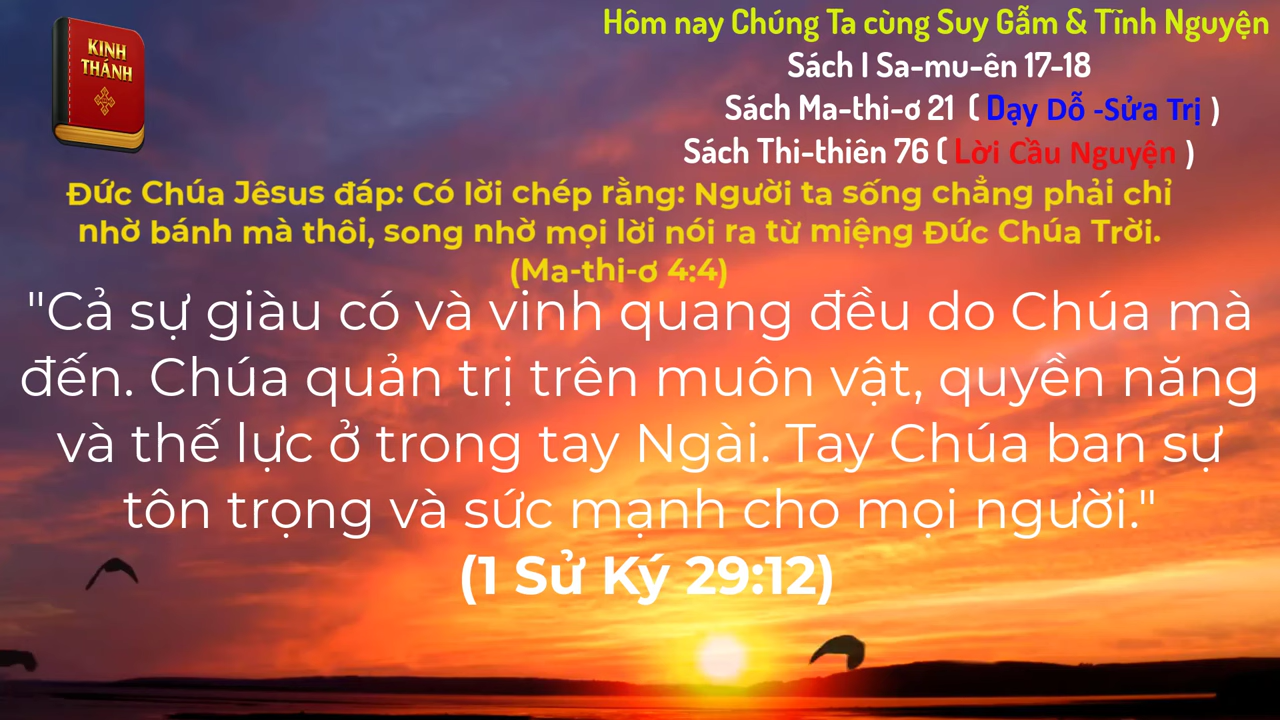 KINH
THÁNH
Hôm nay Chúng Ta cùng Suy Gẫm & Tĩnh Nguyện
Sách I Sa-mu-ên 17-18
Sách Ma-thi-ơ 21 ( Dạy Dỗ -Sửa Trị )
Sách Thi-thiên 76 ( Lời Cầu Nguyện )
Đức Chúa Jêsus đáp: Có lời chép rằng: Người ta sống chẳng phải chỉ
nhờ bánh mà thôi, song nhờ mọi lời nói ra từ miệng Đức Chúa Trời.
(Ma-thi-ơ 4:4)
"Cả sự giàu có và vinh quang đều do Chúa mà
đến. Chúa quản trị trên muôn vật, quyền năng
và thế lực ở trong tay Ngài. Tay Chúa ban sự
tôn trọng và sức mạnh cho mọi người."
(1 Sử Ký 29:12)